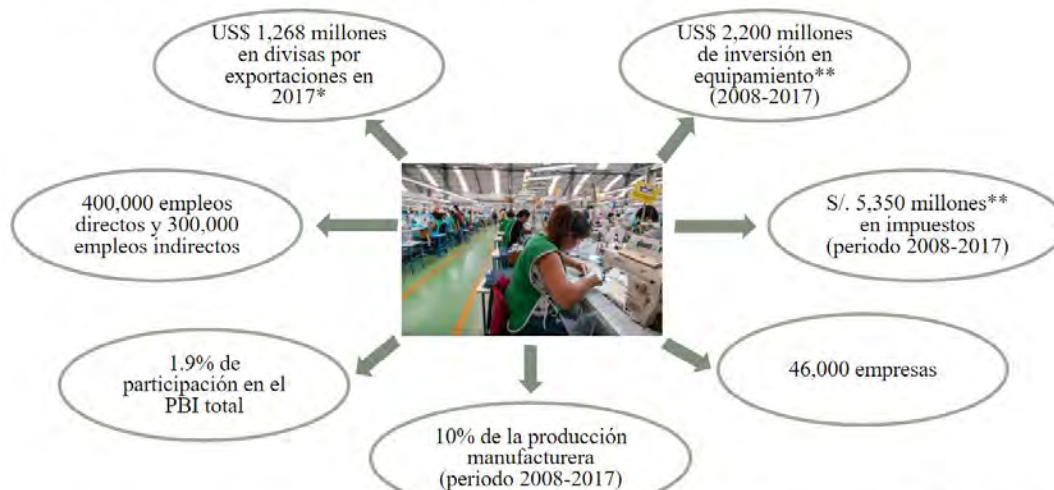 US$ 1,268 millones
en divisas por
exportaciones en
2017*
US$ 2,200 millones
de inversión en
equipamiento**
(2008-2017)
400,000 empleos
directos y 300,000
empleos indirectos
S/. 5,350 millones**
en impuestos
(periodo 2008-2017)
1.9% de
participación en el
PBI total
46,000 empresas
10% de la producción
manufacturera
(periodo 2008-2017)